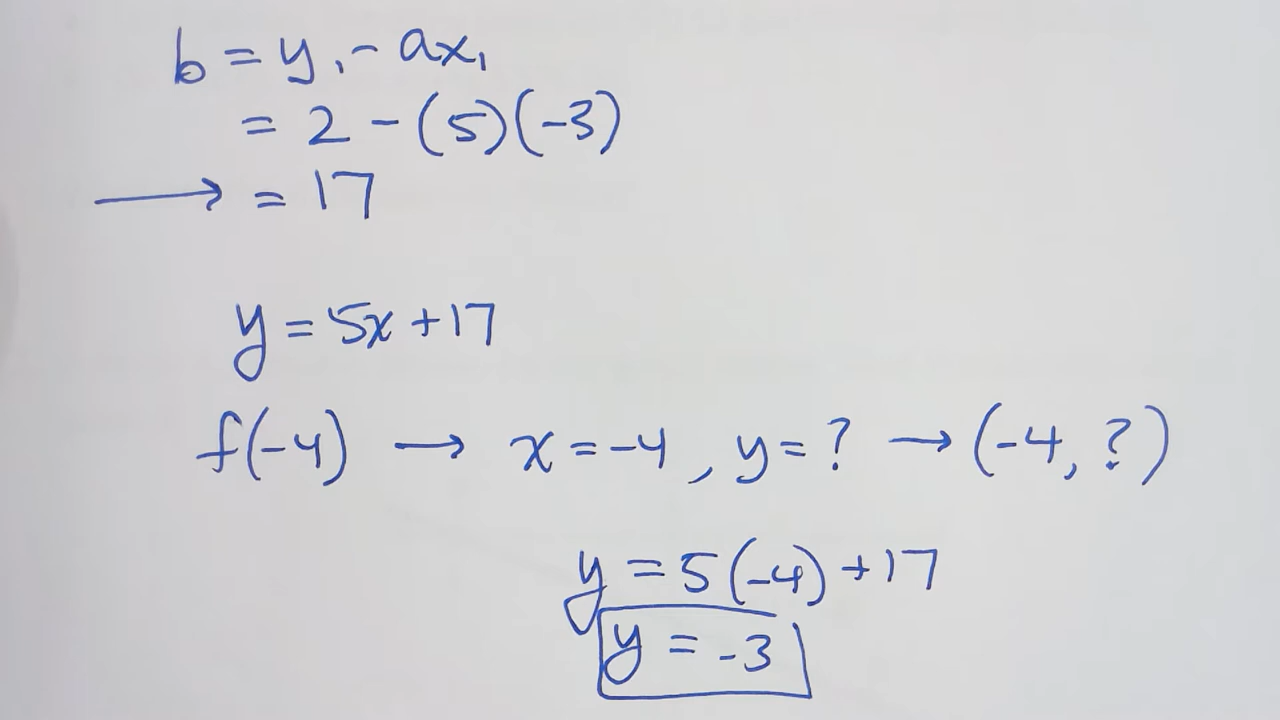 b = y₁ - ax₁
= 2 - (5)(-3)
⟶ = 17
y = 5x + 17
f(-4) → x = -4, y = ? → (-4, ?)
y = 5(-4) + 17
y = -3